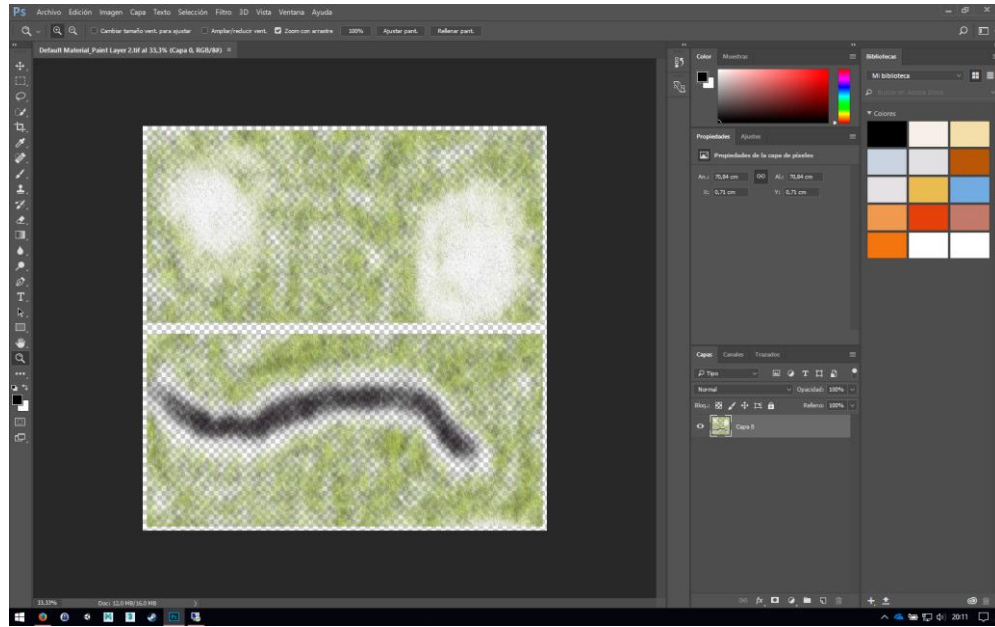 Ps Archivo Edición Imagen Capa Texto Selección Filtro 3D Vista Ventana Ayuda
Cambiar tamaño vent. para ajustar Ampliar/reducir vent. Zoom con arrastre 100% Ajustar pant. Rellenar pant.
Default Material_Paint Layer 2.tif al 33,3% (Capa 0, RGB/8#) ×
Color Muestras
Bibliotecas
Mi biblioteca
Colores
Propiedades Ajustes
Propiedades de la capa de píxeles
An.: 70,84 cm Al.: 70,84 cm
X: 0,71 cm Y: 0,71 cm
Capas Canales Trazados
Tipo
Normal Opacidad: 100%
Bloq.: Relleno: 100%
Capa 0
33,33% Doc: 12,0 MB/16,0 MB
20:11